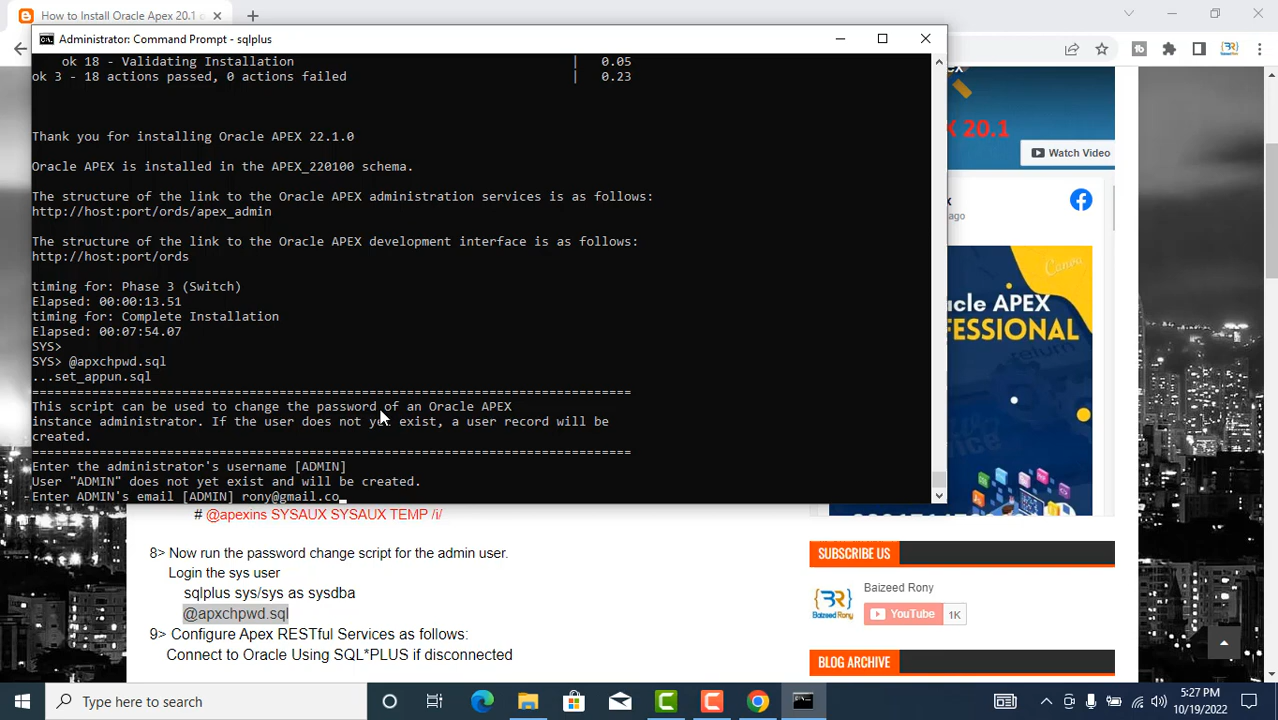 How to Install Oracle Apex 20.1
Administrator: Command Prompt - sqlplus
ok 18 - Validating Installation | 0.05
ok 3 - 18 actions passed, 0 actions failed | 0.23
Thank you for installing Oracle APEX 22.1.0
Oracle APEX is installed in the APEX_220100 schema.
The structure of the link to the Oracle APEX administration services is as follows:
http://host:port/ords/apex_admin
The structure of the link to the Oracle APEX development interface is as follows:
http://host:port/ords
timing for: Phase 3 (Switch)
Elapsed: 00:00:13.51
timing for: Complete Installation
Elapsed: 00:07:54.07
SYS>
SYS> @apxchpwd.sql
...set_appun.sql
================================================================================
This script can be used to change the password of an Oracle APEX
instance administrator. If the user does not yet exist, a user record will be
created.
================================================================================
Enter the administrator's username [ADMIN]
User "ADMIN" does not yet exist and will be created.
Enter ADMIN's email [ADMIN] rony@gmail.co
X 20.1
Watch Video
ago
Canva
acle APEX
OFESSIONAL
# @apexins SYSAUX SYSAUX TEMP /i/
8> Now run the password change script for the admin user.
Login the sys user
sqlplus sys/sys as sysdba
@apxchpwd.sql
9> Configure Apex RESTful Services as follows:
Connect to Oracle Using SQL*PLUS if disconnected
SUBSCRIBE US
BR
Baizeed Rony
YouTube 1K
BLOG ARCHIVE
Type here to search
5:27 PM
10/19/2022